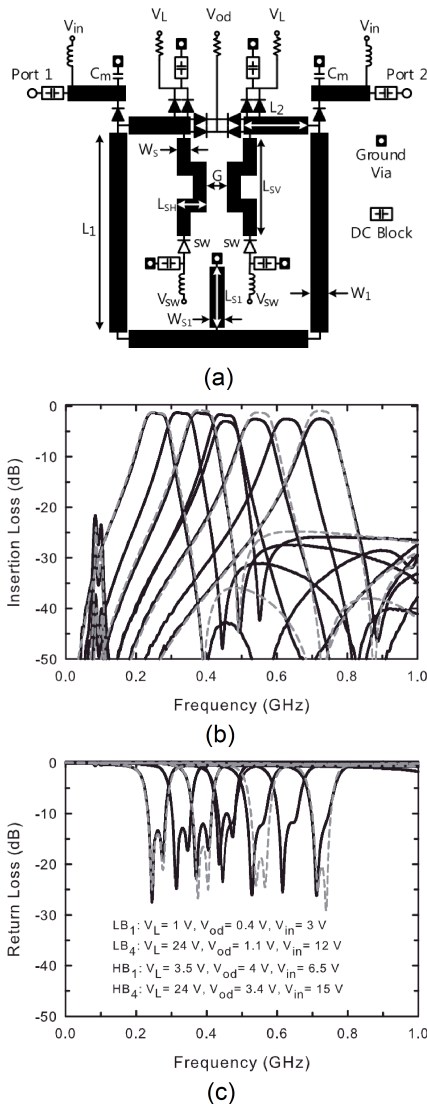 V_in V_L V_od V_L V_in
Port 1 C_m C_m Port 2
L_2
W_S G L_SV Ground
Via
L_SH
L_1
SW SW DC Block
V_SW L_S1 V_SW W_1
W_S1
(a)
Insertion Loss (dB)
0
-10
-20
-30
-40
-50
0.0 0.2 0.4 0.6 0.8 1.0
Frequency (GHz)
(b)
Return Loss (dB)
0
-10
-20
-30
-40
-50
LB_1: V_L= 1 V, V_od= 0.4 V, V_in= 3 V
LB_4: V_L= 24 V, V_od= 1.1 V, V_in= 12 V
HB_1: V_L= 3.5 V, V_od= 4 V, V_in= 6.5 V
HB_4: V_L= 24 V, V_od= 3.4 V, V_in= 15 V
0.0 0.2 0.4 0.6 0.8 1.0
Frequency (GHz)
(c)